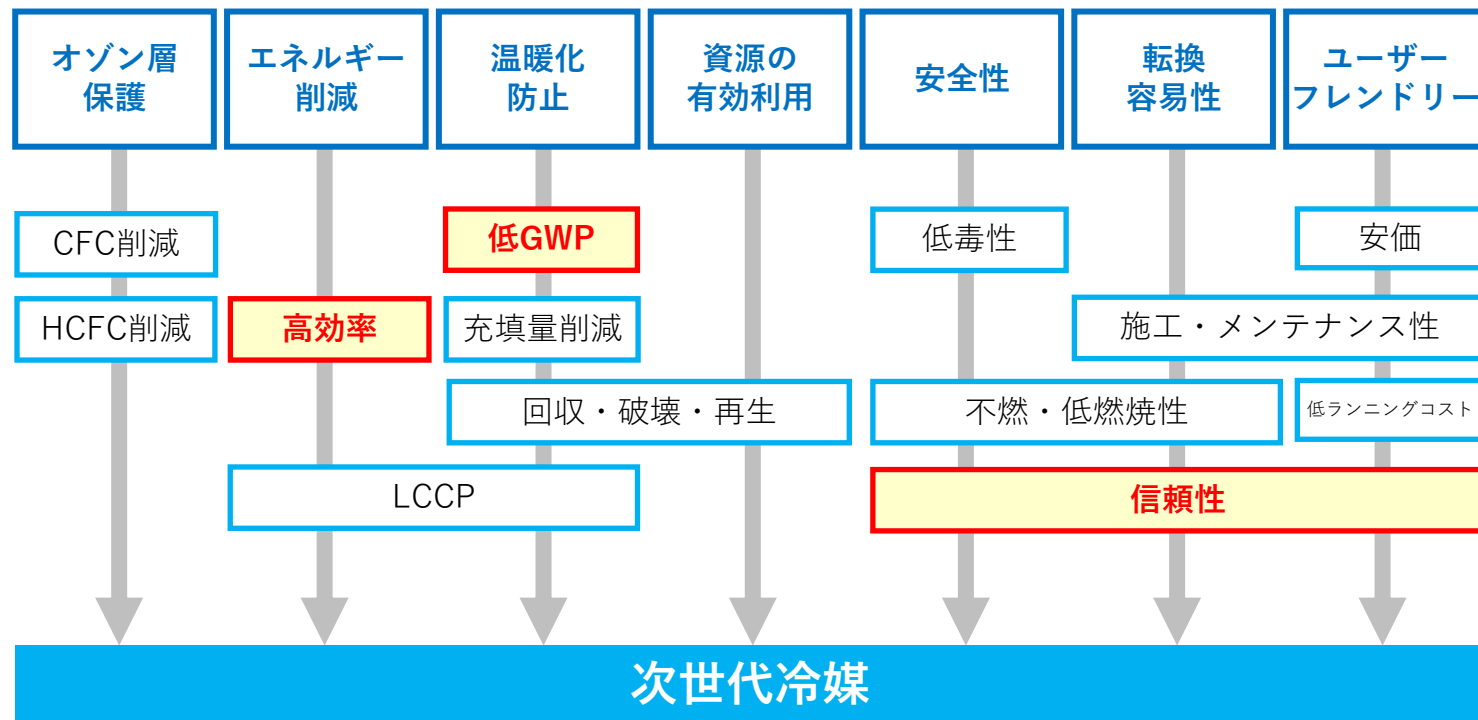 オゾン層
保護
エネルギー
削減
温暖化
防止
資源の
有効利用
安全性
転換
容易性
ユーザー
フレンドリー
CFC削減
低GWP
低毒性
安価
HCFC削減
高効率
充填量削減
施工・メンテナンス性
回収・破壊・再生
不燃・低燃焼性
低ランニングコスト
LCCP
信頼性
次世代冷媒